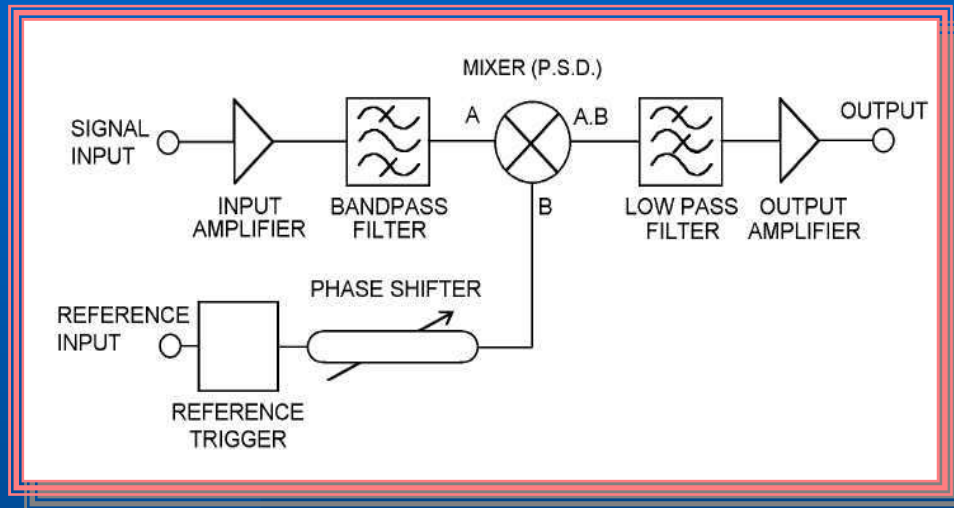 MIXER (P.S.D.)
SIGNAL
INPUT
A
A.B
OUTPUT
INPUT
AMPLIFIER
BANDPASS
FILTER
B
LOW PASS
FILTER
OUTPUT
AMPLIFIER
PHASE SHIFTER
REFERENCE
INPUT
REFERENCE
TRIGGER